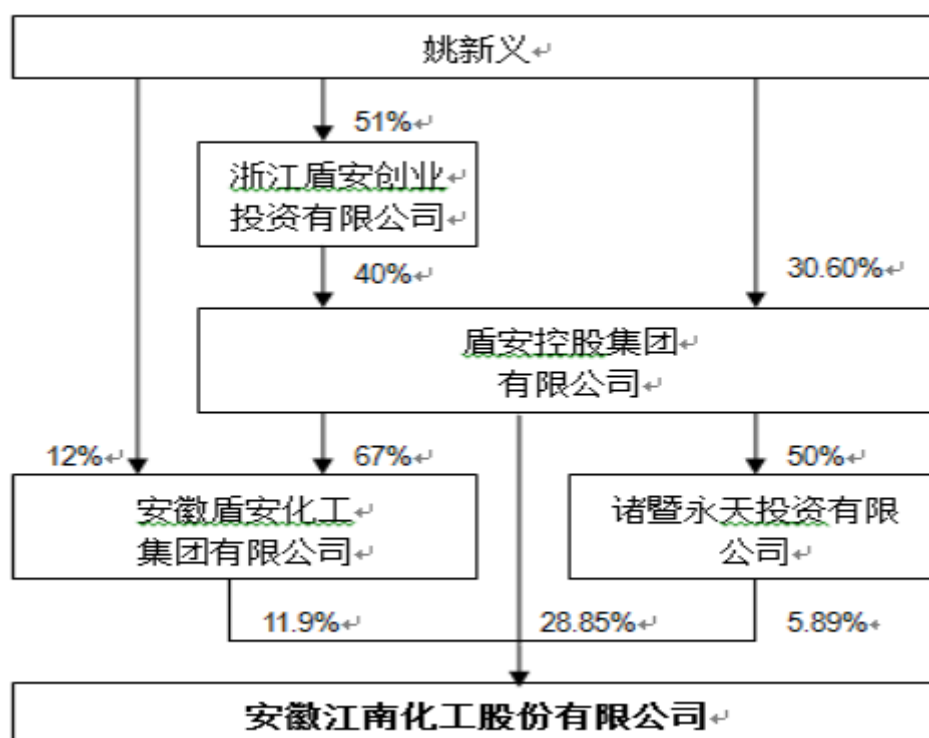 姚新义
51%
浙江盾安创业
投资有限公司
40%
30.60%
盾安控股集团
有限公司
12%
67%
50%
安徽盾安化工
集团有限公司
诸暨永天投资有限
公司
11.9%
28.85%
5.89%
安徽江南化工股份有限公司